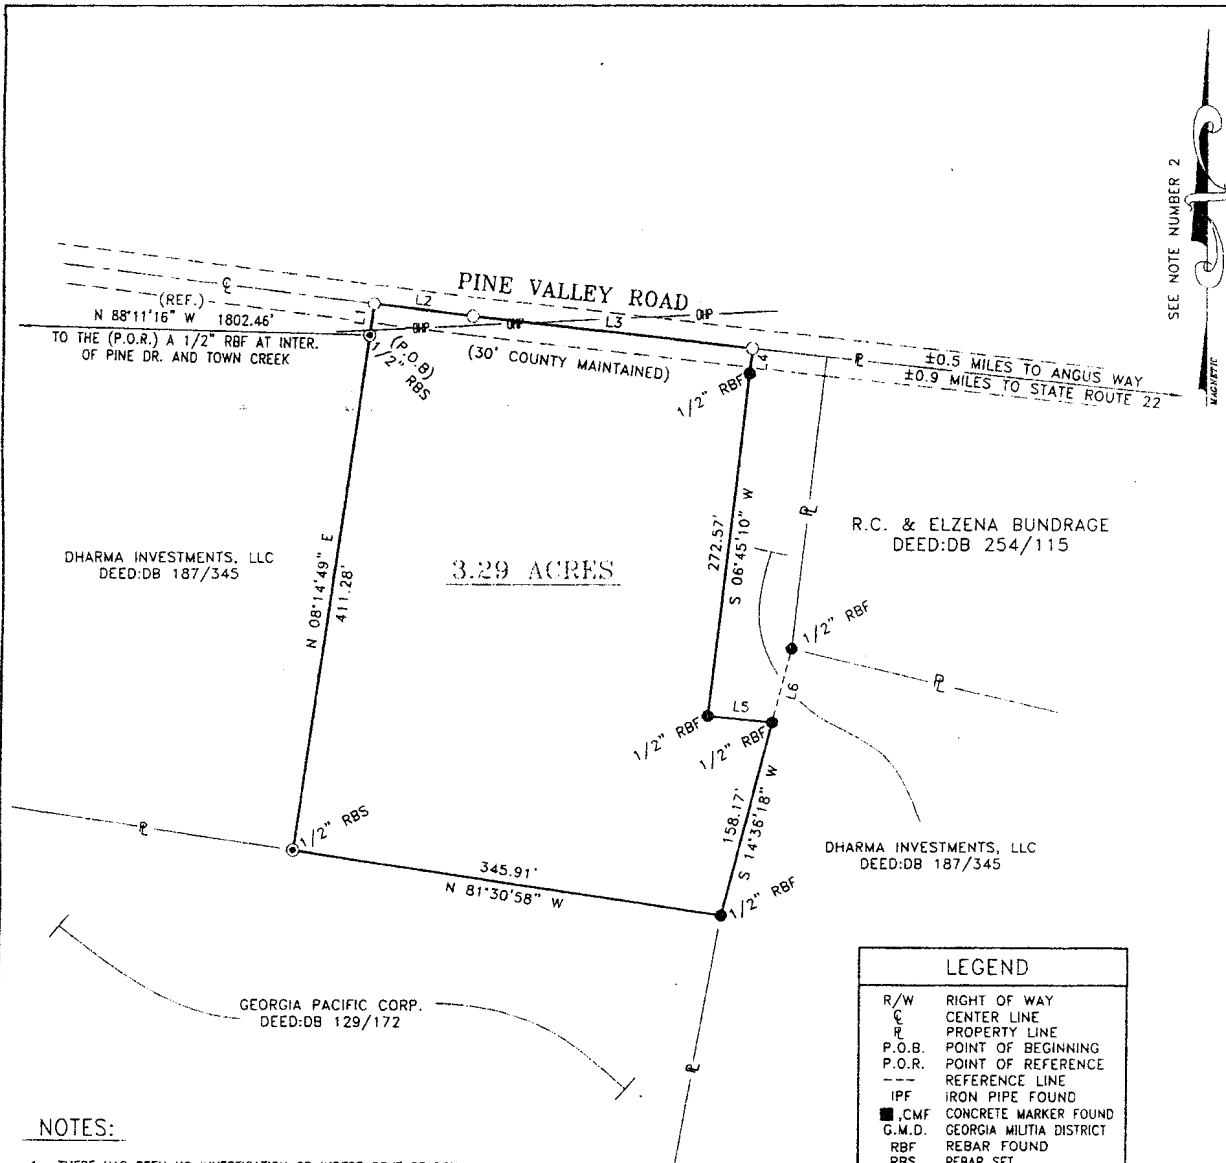 SEE NOTE NUMBER 2
MAGNETIC
PINE VALLEY ROAD
(REF.)
N 88°11'16" W 1802.46'
TO THE (P.O.R.) A 1/2" RBF AT INTER.
OF PINE DR. AND TOWN CREEK
L1
L2
L3
L4
OHP
OHP
OHP
(P.O.B)
1/2" RBS
(30' COUNTY MAINTAINED)
1/2" RBF
±0.5 MILES TO ANGUS WAY
±0.9 MILES TO STATE ROUTE 22
R.C. & ELZENA BUNDRAGE
DEED:DB 254/115
DHARMA INVESTMENTS, LLC
DEED:DB 187/345
N 08°14'49" E
411.28'
3.29 ACRES
272.57'
S 06°45'10" W
1/2" RBF
L6
L5
1/2" RBF
1/2" RBF
158.17'
S 14°36'18" W
1/2" RBS
345.91'
N 81°30'58" W
1/2" RBF
DHARMA INVESTMENTS, LLC
DEED:DB 187/345
GEORGIA PACIFIC CORP.
DEED:DB 129/172
LEGEND
R/W RIGHT OF WAY
℄ CENTER LINE
PL PROPERTY LINE
P.O.B. POINT OF BEGINNING
P.O.R. POINT OF REFERENCE
--- REFERENCE LINE
IPF IRON PIPE FOUND
■,CMF CONCRETE MARKER FOUND
G.M.D. GEORGIA MILITIA DISTRICT
RBF REBAR FOUND
RBS REBAR SET
NOTES: